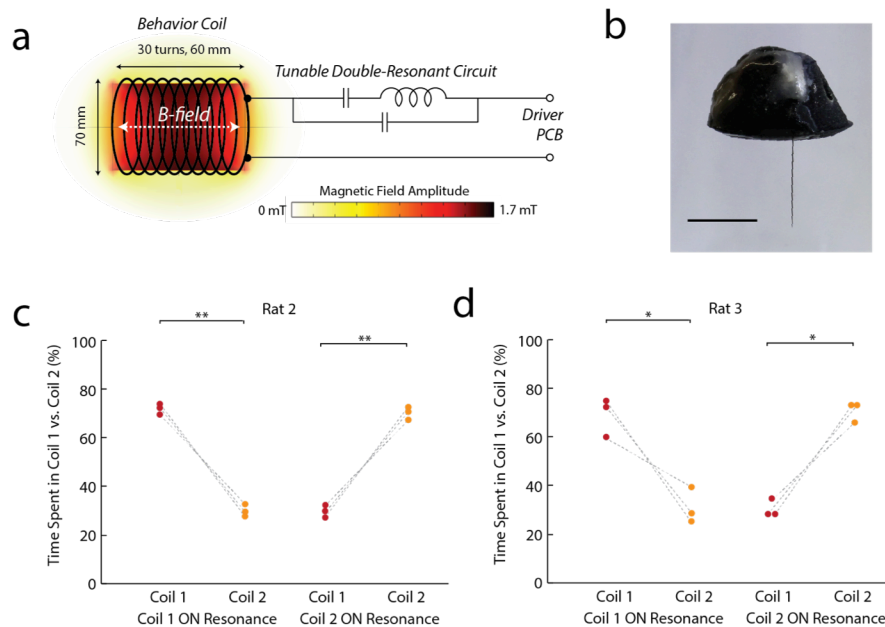 a
Behavior Coil
30 turns, 60 mm
70 mm
B-field
Tunable Double-Resonant Circuit
Driver
PCB
Magnetic Field Amplitude
0 mT
1.7 mT
b
c
Rat 2
**
**
Time Spent in Coil 1 vs. Coil 2 (%)
100
80
60
40
20
0
Coil 1 Coil 2 Coil 1 Coil 2
Coil 1 ON Resonance Coil 2 ON Resonance
d
Rat 3
*
*
Time Spent in Coil 1 vs. Coil 2 (%)
100
80
60
40
20
0
Coil 1 Coil 2 Coil 1 Coil 2
Coil 1 ON Resonance Coil 2 ON Resonance